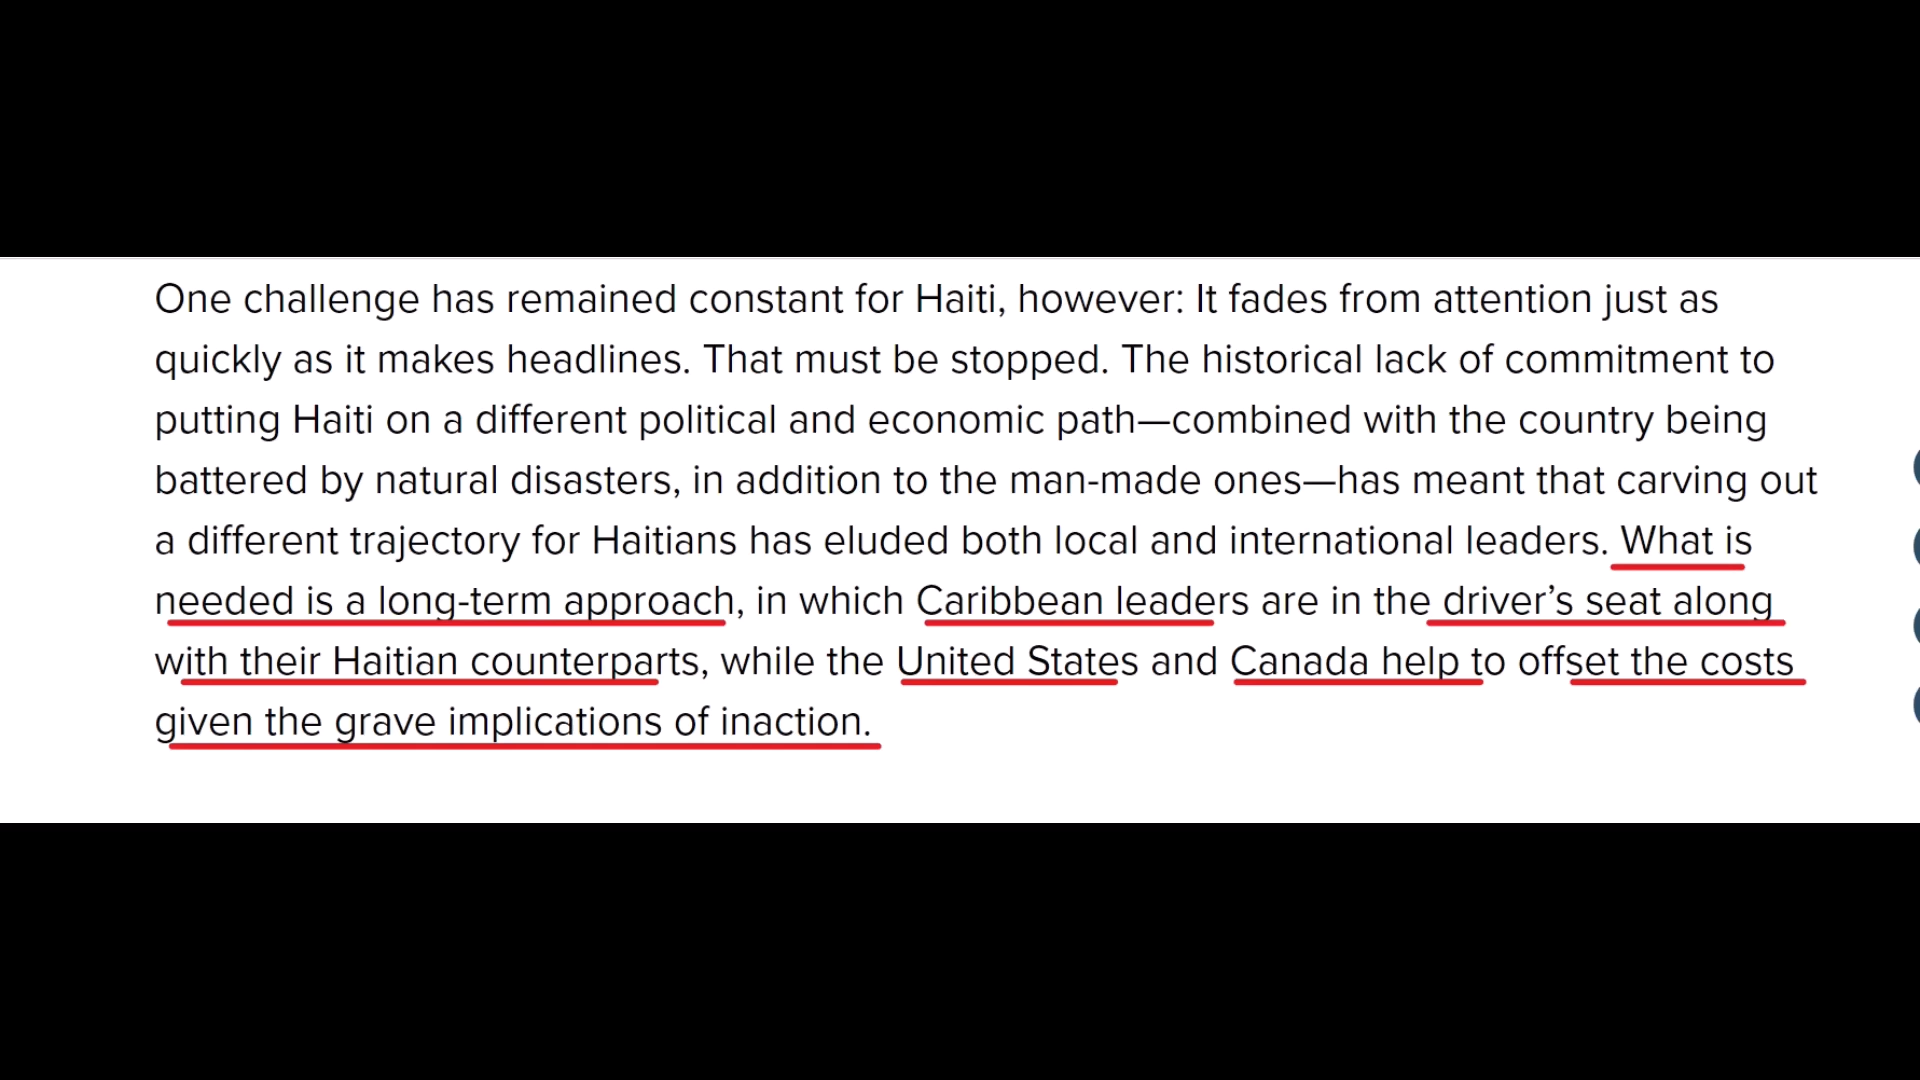 One challenge has remained constant for Haiti, however: It fades from attention just as
quickly as it makes headlines. That must be stopped. The historical lack of commitment to
putting Haiti on a different political and economic path—combined with the country being
battered by natural disasters, in addition to the man-made ones—has meant that carving out
a different trajectory for Haitians has eluded both local and international leaders. What is
needed is a long-term approach, in which Caribbean leaders are in the driver’s seat along
with their Haitian counterparts, while the United States and Canada help to offset the costs
given the grave implications of inaction.